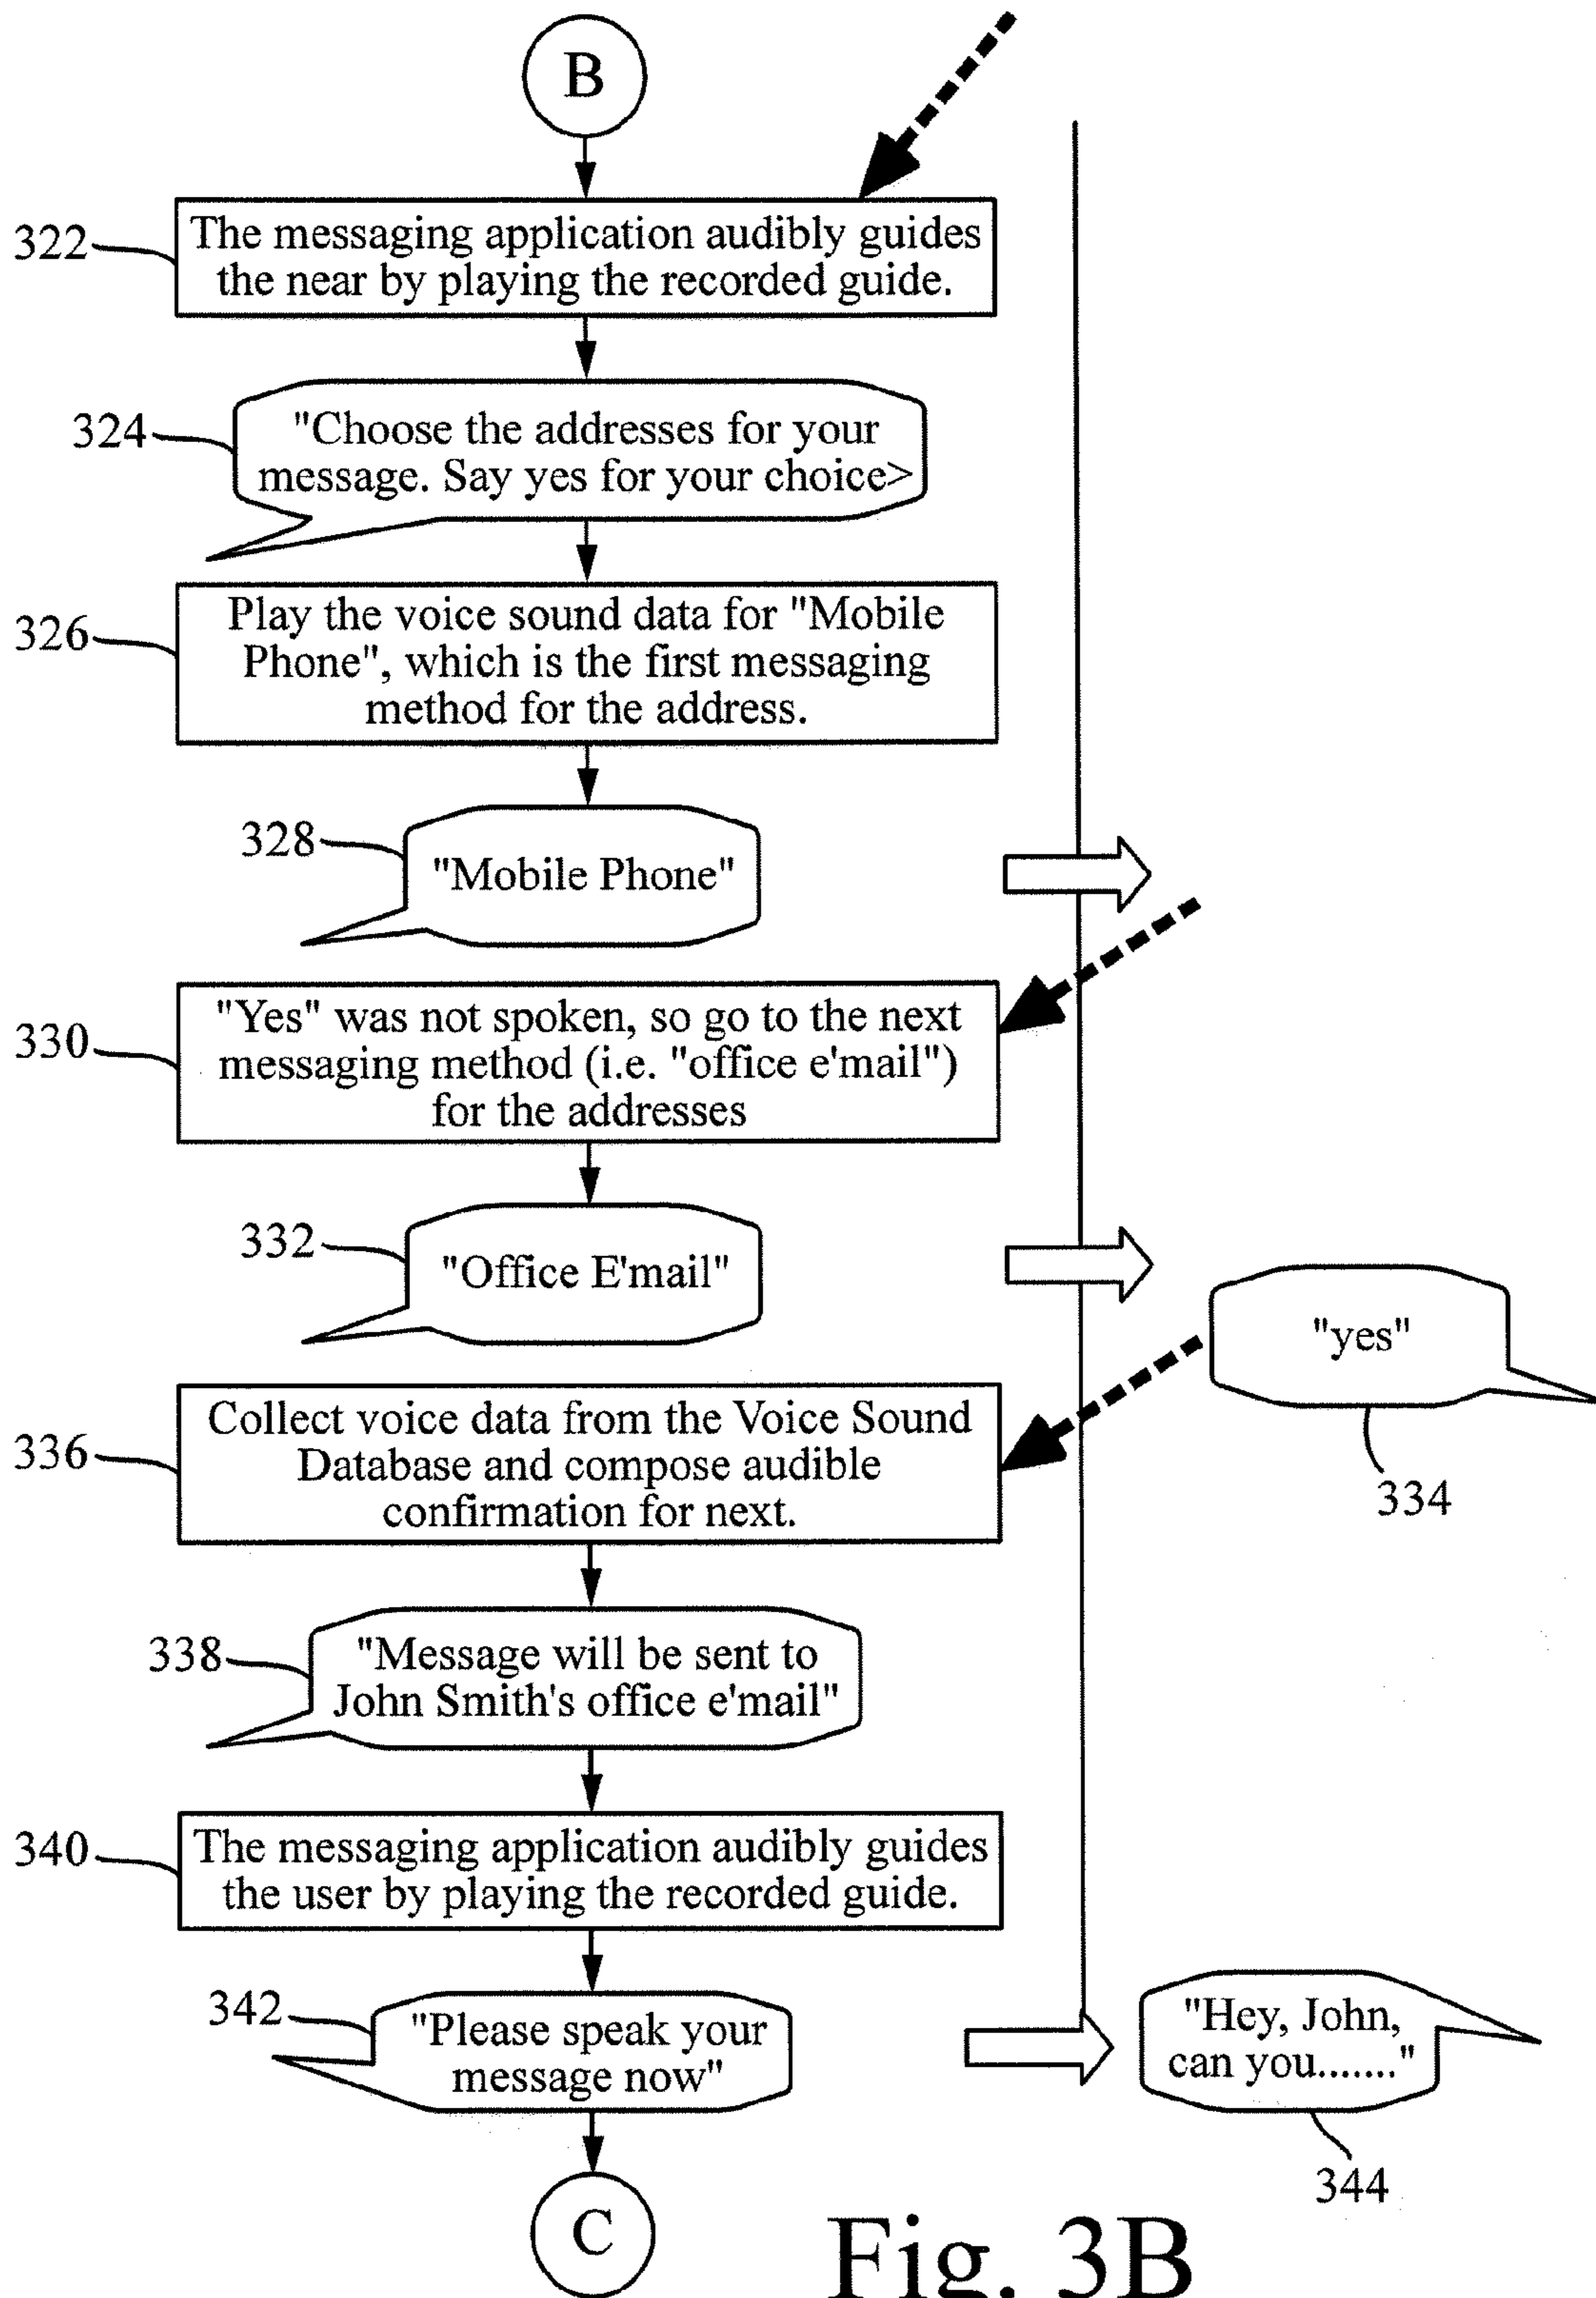 B
322
The messaging application audibly guides
the near by playing the recorded guide.
324
"Choose the addresses for your
message. Say yes for your choice>
326
Play the voice sound data for "Mobile
Phone", which is the first messaging
method for the address.
328
"Mobile Phone"
330
"Yes" was not spoken, so go to the next
messaging method (i.e. "office e'mail")
for the addresses
332
"Office E'mail"
"yes"
334
336
Collect voice data from the Voice Sound
Database and compose audible
confirmation for next.
338
"Message will be sent to
John Smith's office e'mail"
340
The messaging application audibly guides
the user by playing the recorded guide.
342
"Please speak your
message now"
"Hey, John,
can you......."
344
C
Fig. 3B